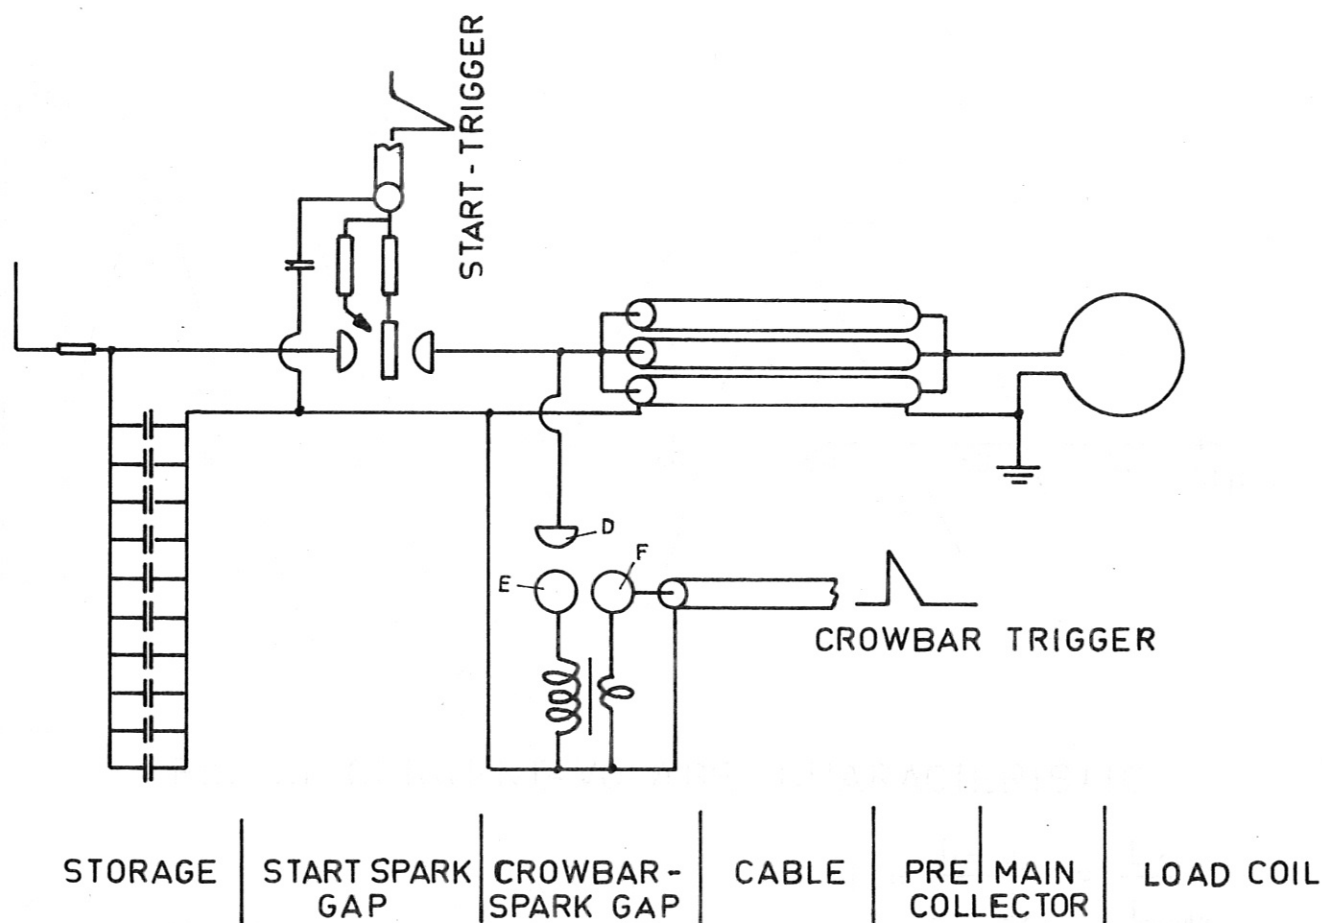 START-TRIGGER
D
E
F
CROWBAR TRIGGER
STORAGE
START SPARK
GAP
CROWBAR-
SPARK GAP
CABLE
PRE
MAIN
COLLECTOR
LOAD COIL